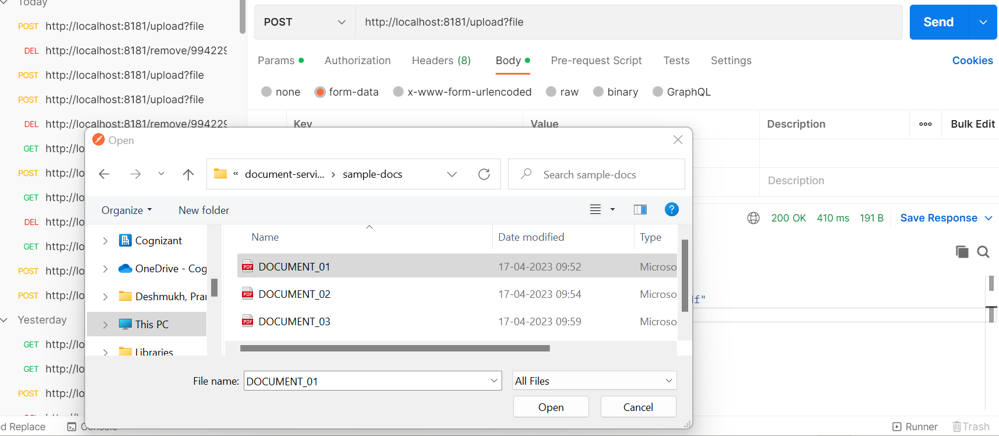 Today
POST http://localhost:8181/upload?file
DEL http://localhost:8181/remove/994229
POST http://localhost:8181/upload?file
POST http://localhost:8181/upload?file
DEL http://localhost:8181/remove/994229
GET http://lo
POST http://lo
GET http://lo
DEL http://lo
GET http://lo
POST http://lo
POST http://lo
Yesterday
GET http://lo
GET http://lo
POST http://lo
POST http://localhost:8181/upload?file Send
Params Authorization Headers (8) Body Pre-request Script Tests Settings Cookies
none form-data x-www-form-urlencoded raw binary GraphQL
Key Value Description Bulk Edit
Description
200 OK 410 ms 191 B Save Response
df"
Open
« document-servi... › sample-docs Search sample-docs
Organize New folder
Name Date modified Type
Cognizant
OneDrive - Cog
Deshmukh, Pra
This PC
Libraries
DOCUMENT_01 17-04-2023 09:52 Microso
DOCUMENT_02 17-04-2023 09:54 Microso
DOCUMENT_03 17-04-2023 09:59 Microso
File name: DOCUMENT_01 All Files
Open Cancel
d Replace Console Runner Trash